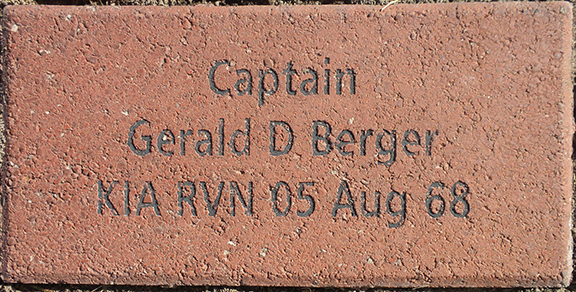 Captain
Gerald D Berger
KIA RVN 05 Aug 68